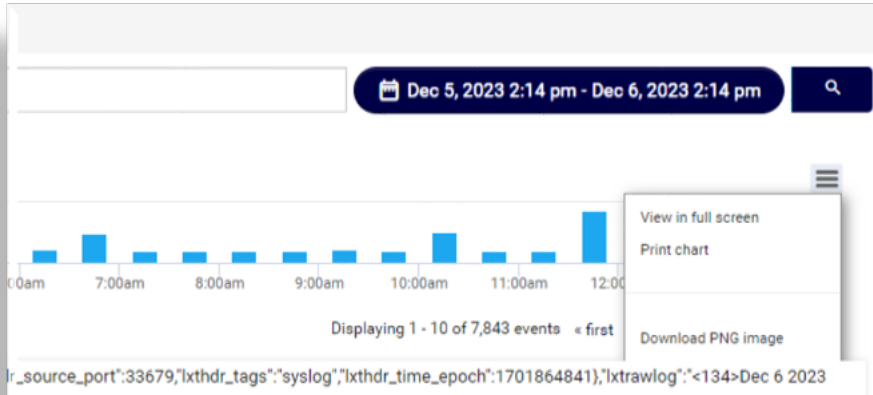 Dec 5, 2023 2:14 pm - Dec 6, 2023 2:14 pm
View in full screen
Print chart
7:00am 8:00am 9:00am 10:00am 11:00am
Displaying 1 - 10 of 7,843 events « first
Download PNG image
_source_port":33679,"lxthdr_tags":"syslog","lxthdr_time_epoch":1701864841},"lxtrawlog":"<134>Dec 6 2023